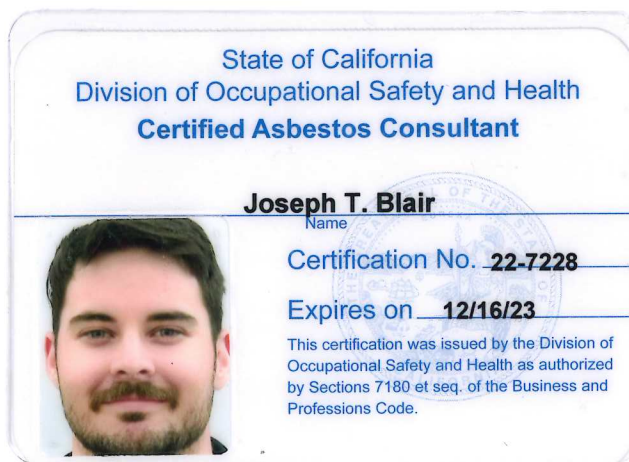 State of California
Division of Occupational Safety and Health
Certified Asbestos Consultant
Joseph T. Blair
Name
Certification No. 22-7228
Expires on 12/16/23
This certification was issued by the Division of
Occupational Safety and Health as authorized
by Sections 7180 et seq. of the Business and
Professions Code.